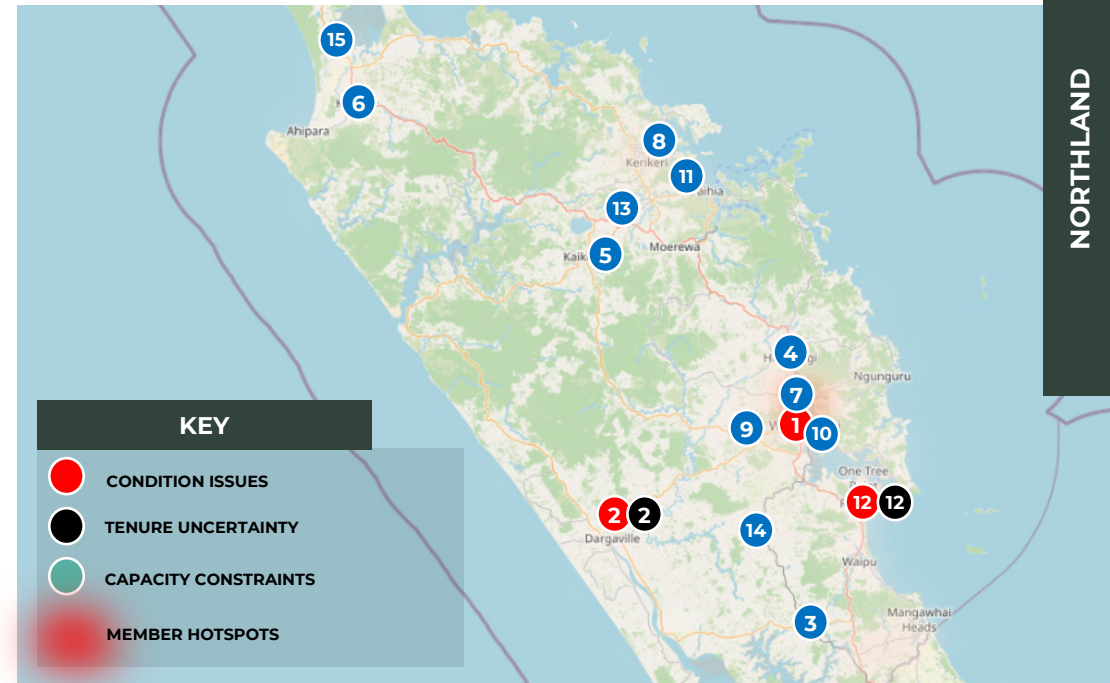 NORTHLAND
15
6
Ahipara
8
Kerikeri
11
13
5
Moerewa
4
Ngunguru
7
9
1
10
One Tree
12
12
2
2
Dargaville
14
Waipu
3
Mangawhai
Heads
KEY
CONDITION ISSUES
TENURE UNCERTAINTY
CAPACITY CONSTRAINTS
MEMBER HOTSPOTS